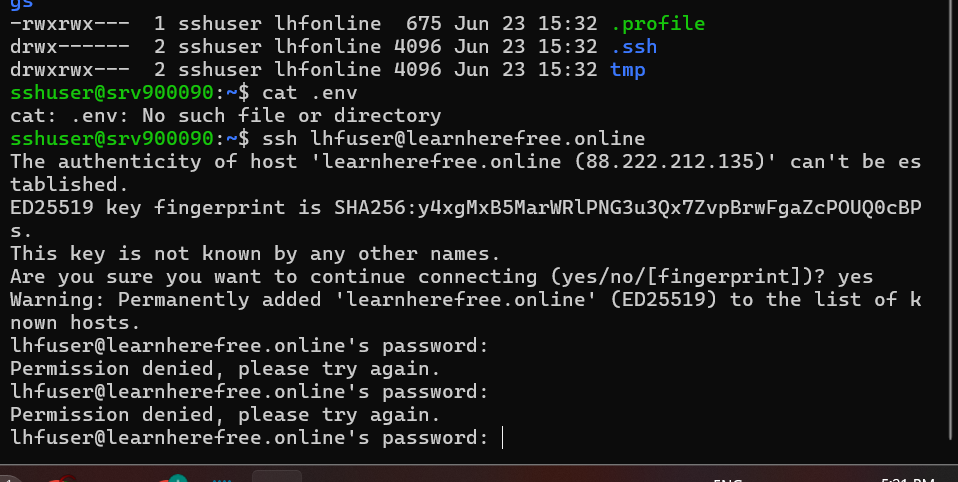 gs
-rwxrwx---  1 sshuser lhfonline  675 Jun 23 15:32 .profile
drwx------  2 sshuser lhfonline 4096 Jun 23 15:32 .ssh
drwxrwx---  2 sshuser lhfonline 4096 Jun 23 15:32 tmp
sshuser@srv900090:~$ cat .env
cat: .env: No such file or directory
sshuser@srv900090:~$ ssh lhfuser@learnherefree.online
The authenticity of host 'learnherefree.online (88.222.212.135)' can't be es
tablished.
ED25519 key fingerprint is SHA256:y4xgMxB5MarWRlPNG3u3Qx7ZvpBrwFgaZcPOUQ0cBP
s.
This key is not known by any other names.
Are you sure you want to continue connecting (yes/no/[fingerprint])? yes
Warning: Permanently added 'learnherefree.online' (ED25519) to the list of k
nown hosts.
lhfuser@learnherefree.online's password:
Permission denied, please try again.
lhfuser@learnherefree.online's password:
Permission denied, please try again.
lhfuser@learnherefree.online's password: